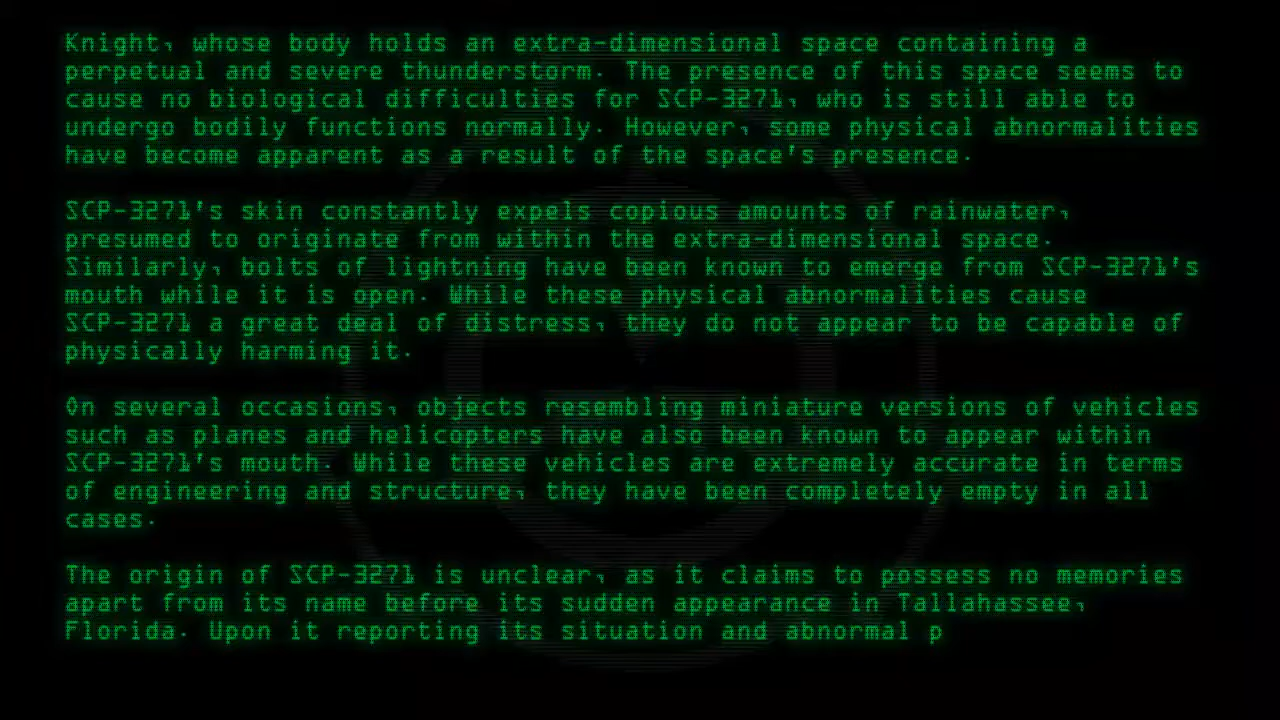 Knight, whose body holds an extra-dimensional space containing a
perpetual and severe thunderstorm. The presence of this space seems to
cause no biological difficulties for SCP-3271, who is still able to
undergo bodily functions normally. However, some physical abnormalities
have become apparent as a result of the space's presence.
SCP-3271's skin constantly expels copious amounts of rainwater,
presumed to originate from within the extra-dimensional space.
Similarly, bolts of lightning have been known to emerge from SCP-3271's
mouth while it is open. While these physical abnormalities cause
SCP-3271 a great deal of distress, they do not appear to be capable of
physically harming it.
On several occasions, objects resembling miniature versions of vehicles
such as planes and helicopters have also been known to appear within
SCP-3271's mouth. While these vehicles are extremely accurate in terms
of engineering and structure, they have been completely empty in all
cases.
The origin of SCP-3271 is unclear, as it claims to possess no memories
apart from its name before its sudden appearance in Tallahassee,
Florida. Upon it reporting its situation and abnormal p